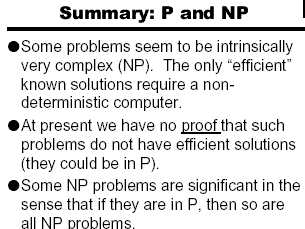 Summary: P and NP
●Some problems seem to be intrinsically
very complex (NP). The only “efficient”
known solutions require a non-
deterministic computer.
●At present we have no proof that such
problems do not have efficient solutions
(they could be in P).
●Some NP problems are significant in the
sense that if they are in P, then so are
all NP problems.